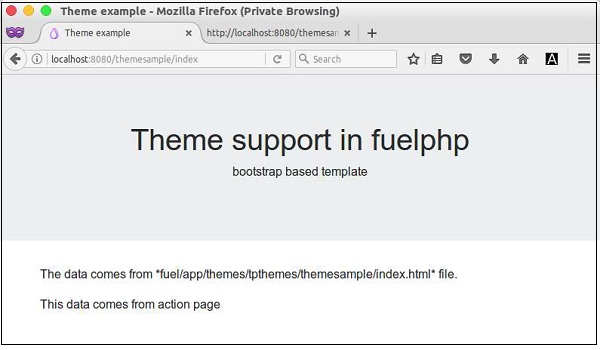 Theme example - Mozilla Firefox (Private Browsing)
Theme example
http://localhost:8080/themesar
localhost:8080/themesample/index
Search
A
Theme support in fuelphp
bootstrap based template
The data comes from *fuel/app/themes/tpthemes/themesample/index.html* file.
This data comes from action page